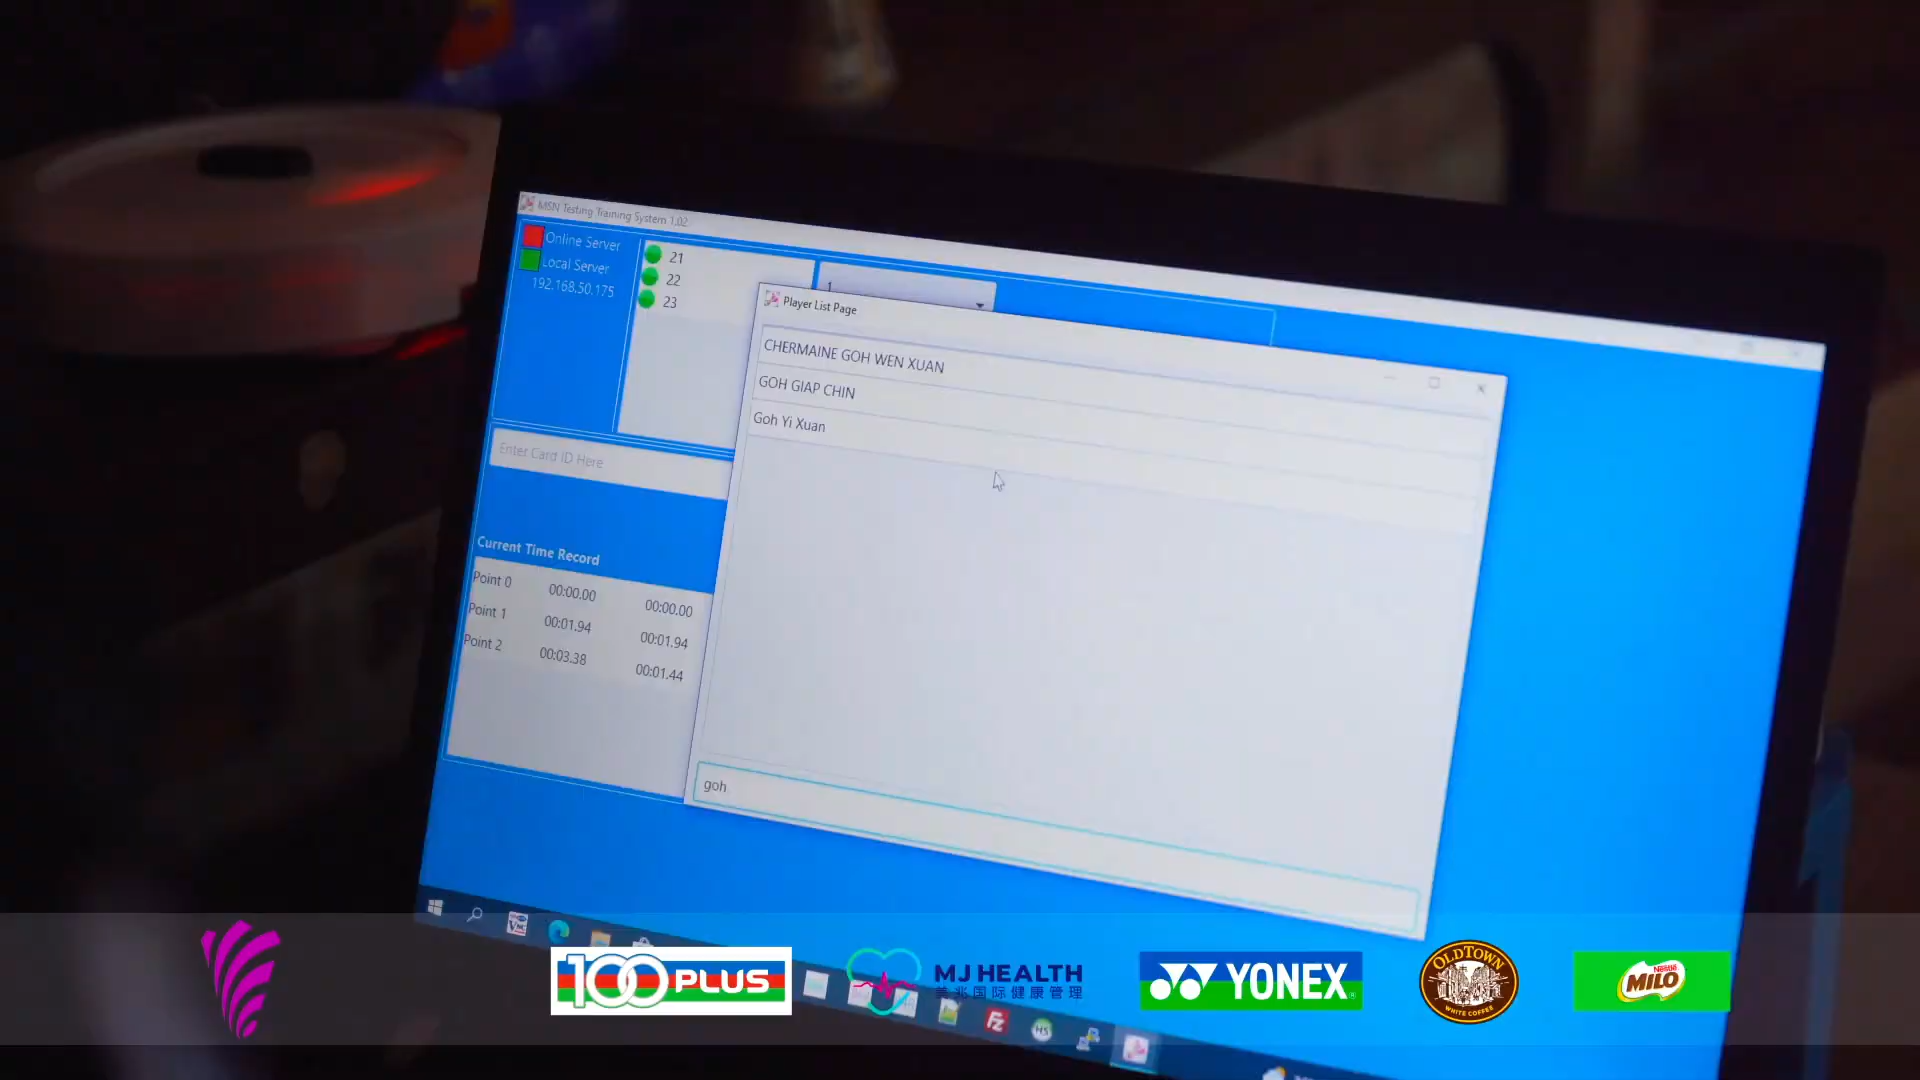 MSN Testing Training System 1.02
Online Server
Local Server
192.168.50.175
21
22
23
1
Player List Page
CHERMAINE GOH WEN XUAN
GOH GIAP CHIN
Goh Yi Xuan
Enter Card ID Here
Current Time Record
Point 0 00:00.00 00:00.00
Point 1 00:01.94 00:01.94
Point 2 00:03.38 00:01.44
goh
100PLUS
MJ HEALTH
美兆国际健康管理
YONEX
OLDTOWN
WHITE COFFEE
Nestlé
MILO